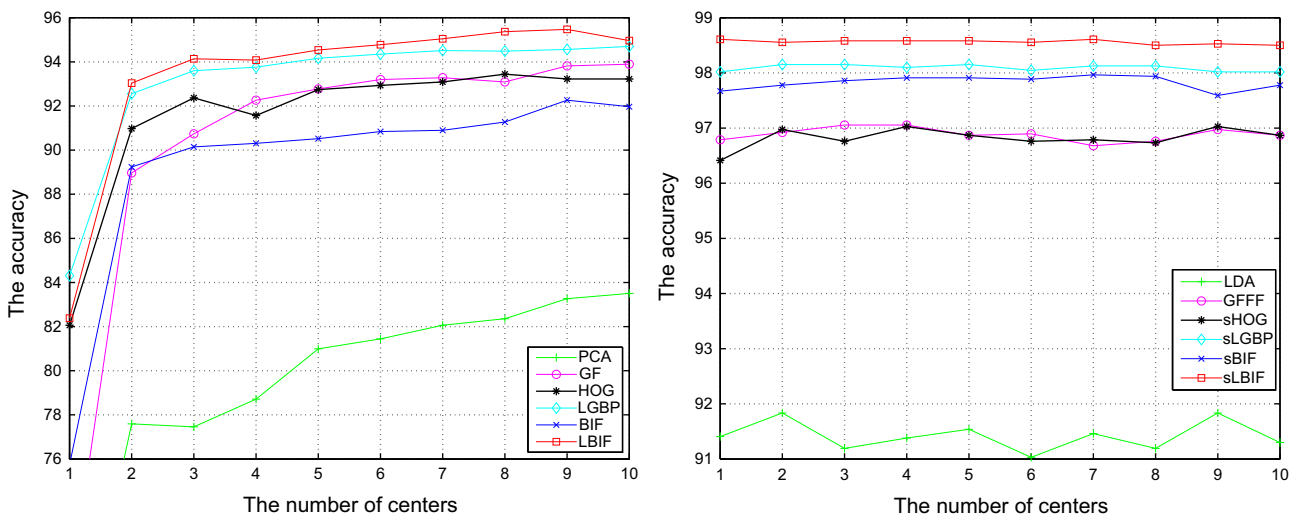 96
94
92
90
88
86
84
82
80
78
76
The accuracy
1 2 3 4 5 6 7 8 9 10
The number of centers
PCA
GF
HOG
LGBP
BIF
LBIF
99
98
97
96
95
94
93
92
91
The accuracy
1 2 3 4 5 6 7 8 9 10
The number of centers
LDA
GFFF
sHOG
sLGBP
sBIF
sLBIF